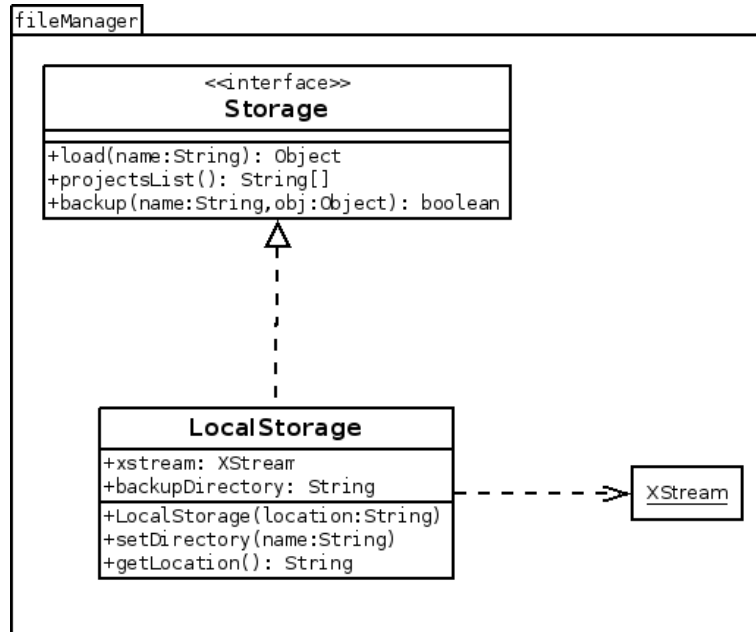 fileManager
<<interface>>
Storage
+load(name:String): Object
+projectsList(): String[]
+backup(name:String,obj:Object): boolean
LocalStorage
+xstream: XStream
+backupDirectory: String
+LocalStorage(location:String)
+setDirectory(name:String)
+getLocation(): String
XStream